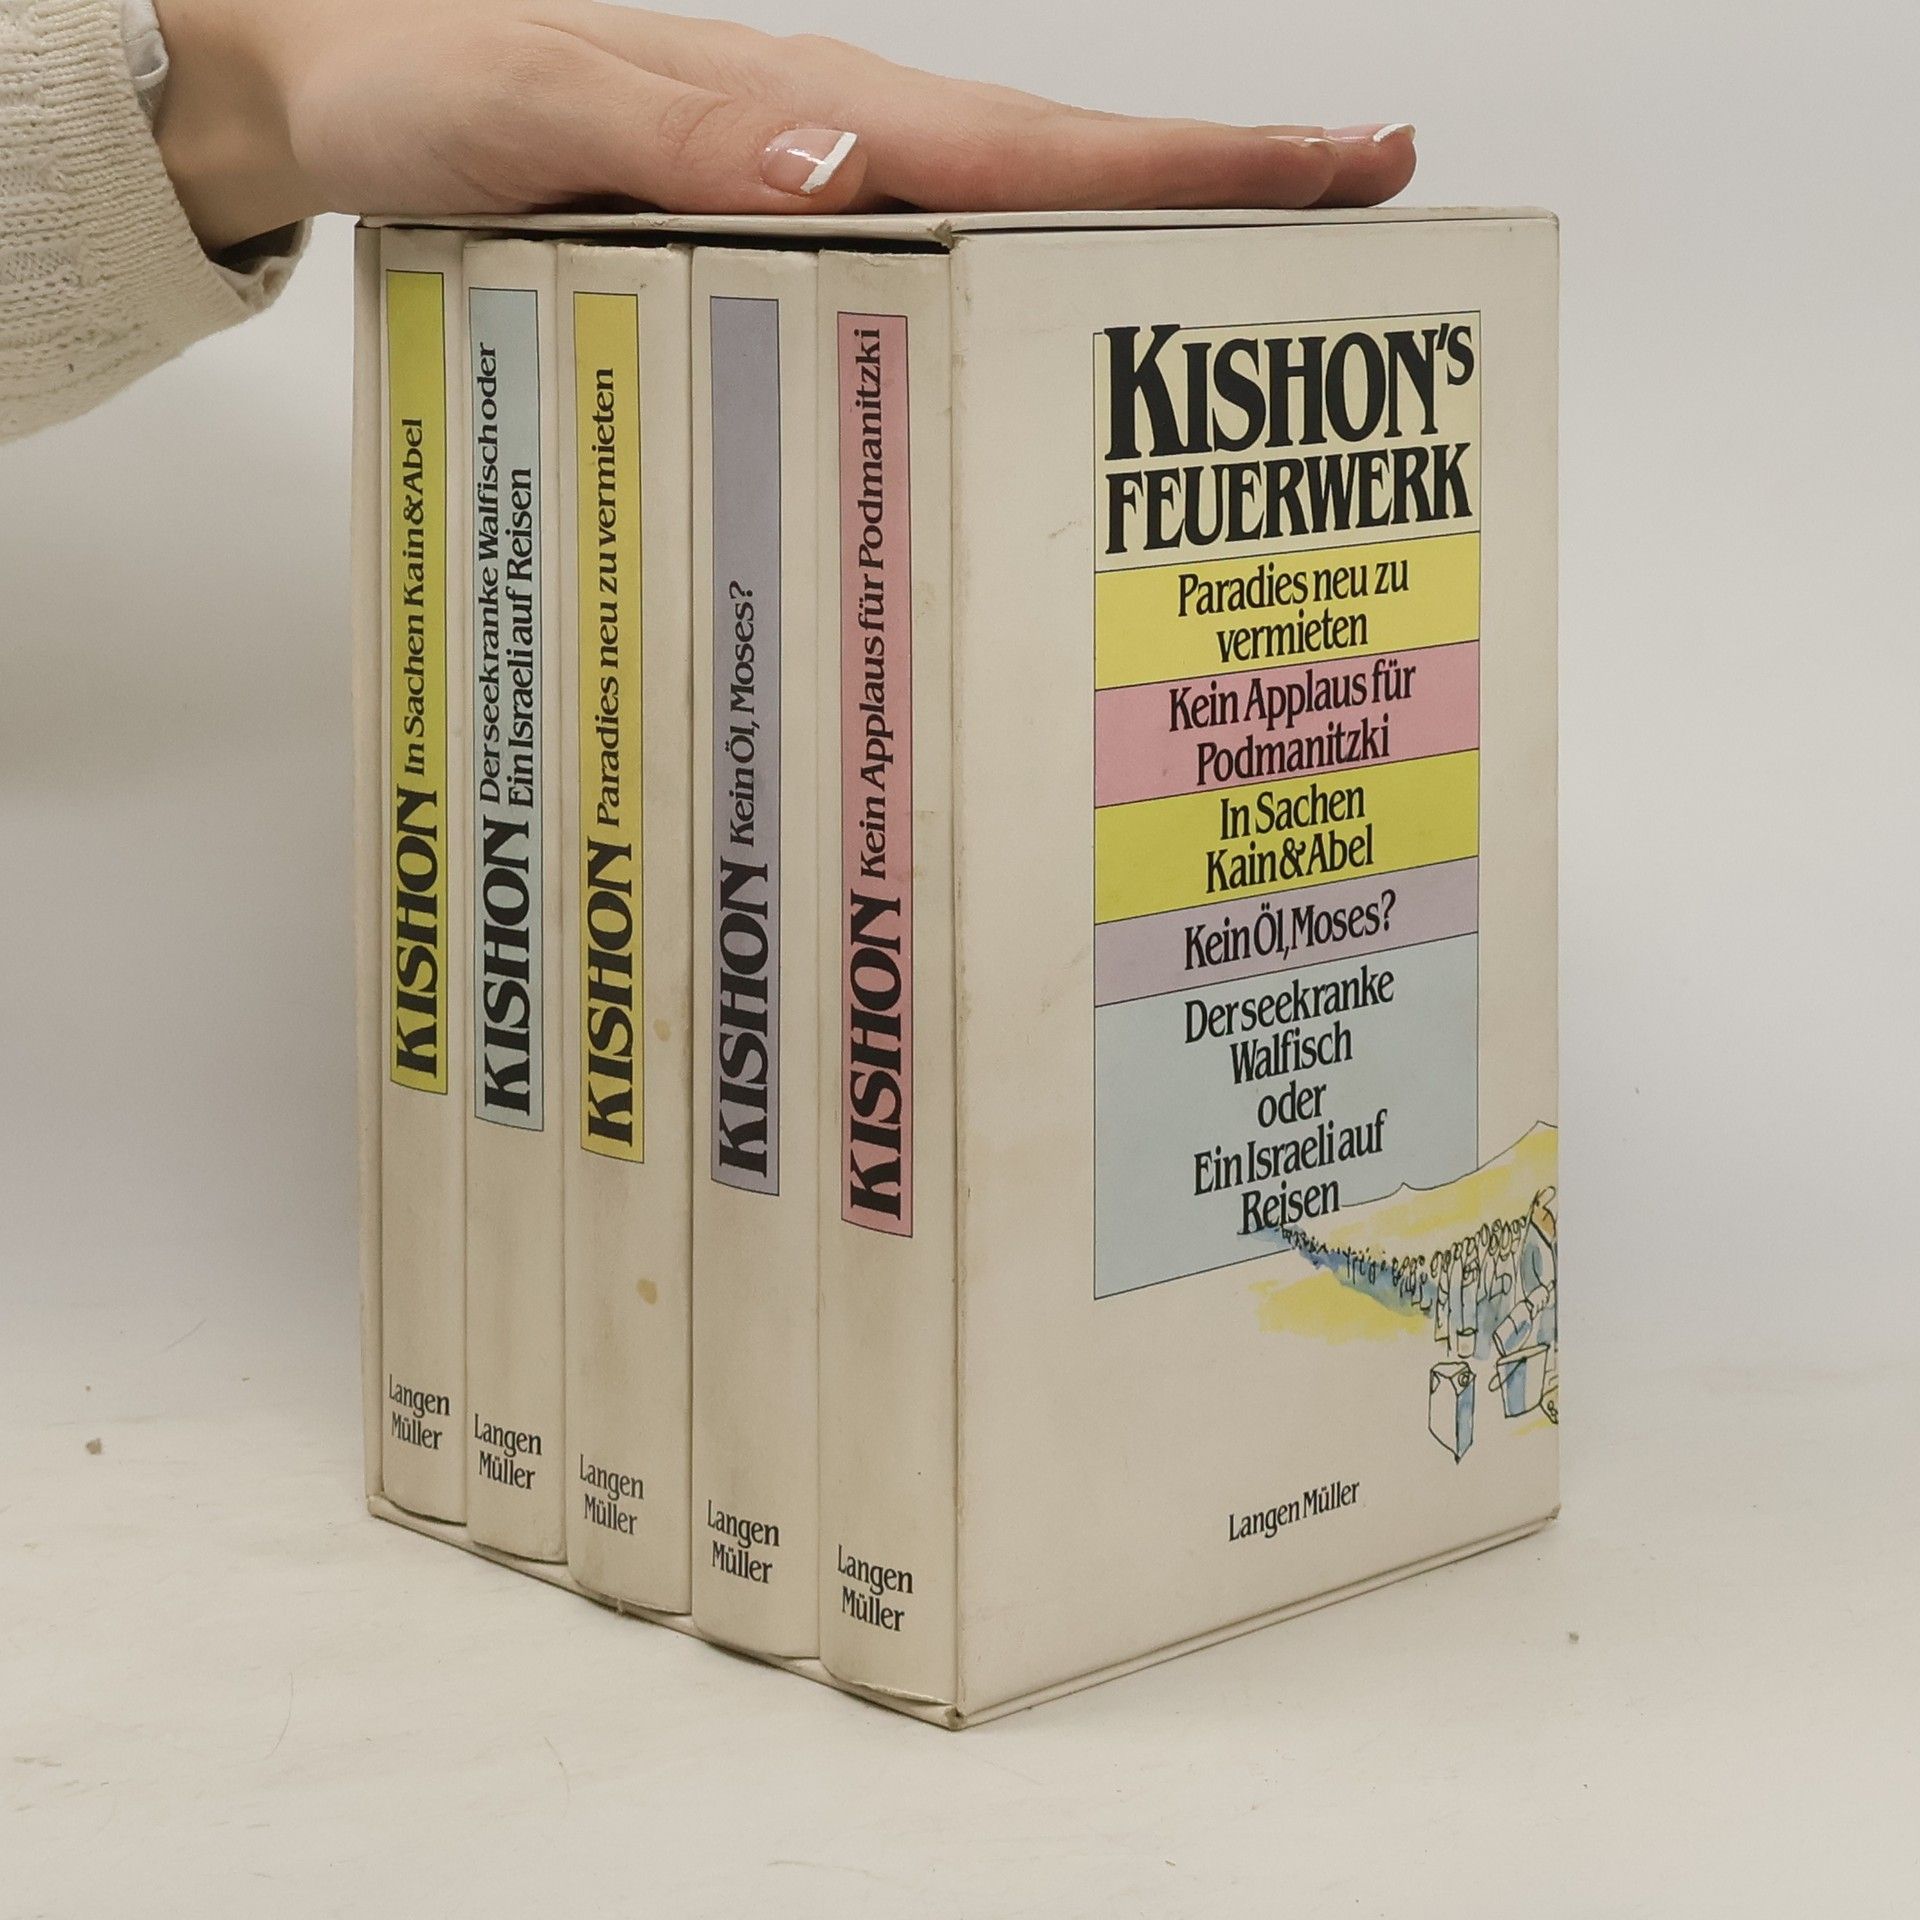 KISHON In Sachen Kain & Abel
Langen
Müller
KISHON Der seekranke Walfisch oder
Ein Israeli auf Reisen
Langen
Müller
KISHON Paradies neu zu vermieten
Langen
Müller
KISHON Kein Öl, Moses?
Langen
Müller
KISHON Kein Applaus für Podmanitzki
Langen
Müller
KISHON'S
FEUERWERK
Paradies neu zu
vermieten
Kein Applaus für
Podmanitzki
In Sachen
Kain & Abel
Kein Öl, Moses?
Der seekranke
Walfisch
oder
Ein Israeli auf
Reisen
Langen Müller